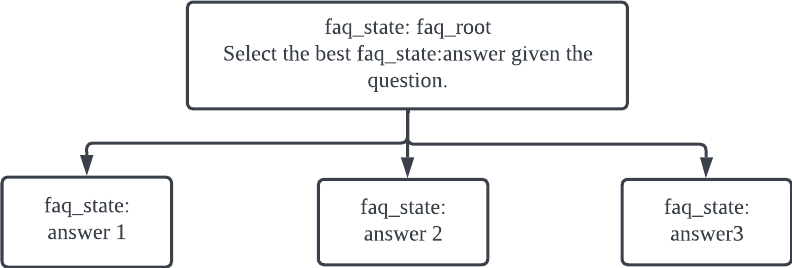 faq_state: faq_root
Select the best faq_state:answer given the
question.
faq_state:
answer 1
faq_state:
answer 2
faq_state:
answer3